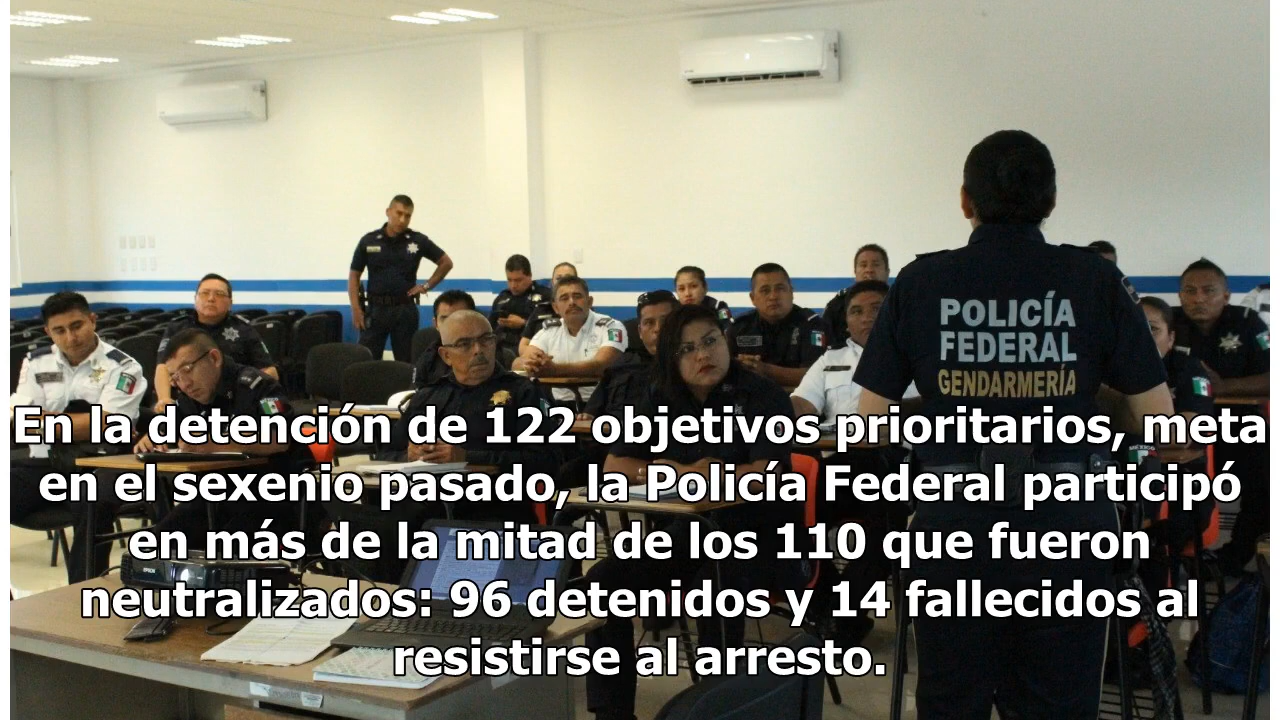 POLICÍA
FEDERAL
GENDARMERÍA
En la detención de 122 objetivos prioritarios, meta
en el sexenio pasado, la Policía Federal participó
en más de la mitad de los 110 que fueron
neutralizados: 96 detenidos y 14 fallecidos al
resistirse al arresto.
EPSON